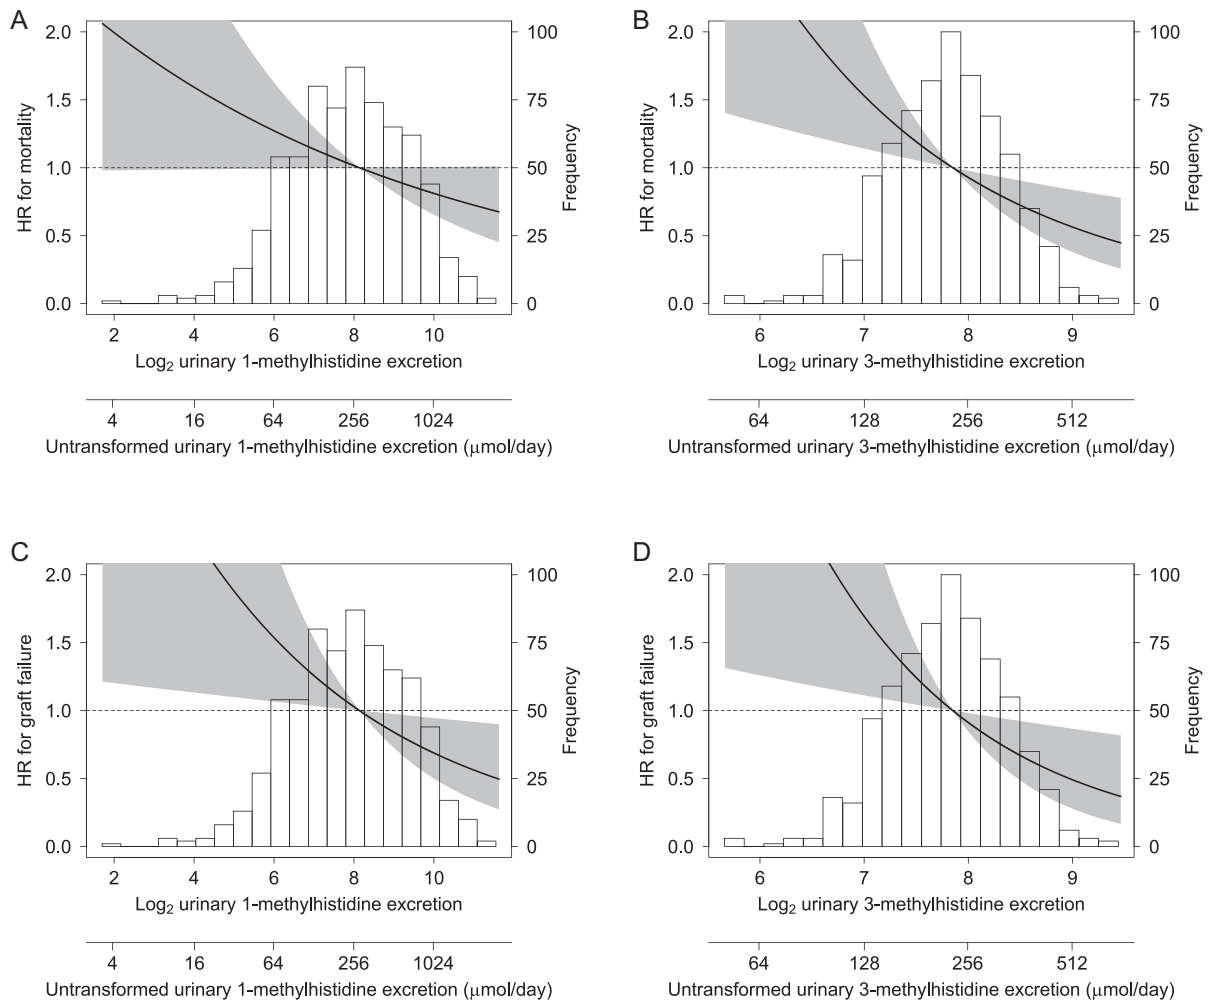 A
HR for mortality
2.0
1.5
1.0
0.5
0.0
100
75
50
25
0
Frequency
2 4 6 8 10
Log₂ urinary 1-methylhistidine excretion
4 16 64 256 1024
Untransformed urinary 1-methylhistidine excretion (μmol/day)
B
HR for mortality
2.0
1.5
1.0
0.5
0.0
100
75
50
25
0
Frequency
6 7 8 9
Log₂ urinary 3-methylhistidine excretion
64 128 256 512
Untransformed urinary 3-methylhistidine excretion (μmol/day)
C
HR for graft failure
2.0
1.5
1.0
0.5
0.0
100
75
50
25
0
Frequency
2 4 6 8 10
Log₂ urinary 1-methylhistidine excretion
4 16 64 256 1024
Untransformed urinary 1-methylhistidine excretion (μmol/day)
D
HR for graft failure
2.0
1.5
1.0
0.5
0.0
100
75
50
25
0
Frequency
6 7 8 9
Log₂ urinary 3-methylhistidine excretion
64 128 256 512
Untransformed urinary 3-methylhistidine excretion (μmol/day)